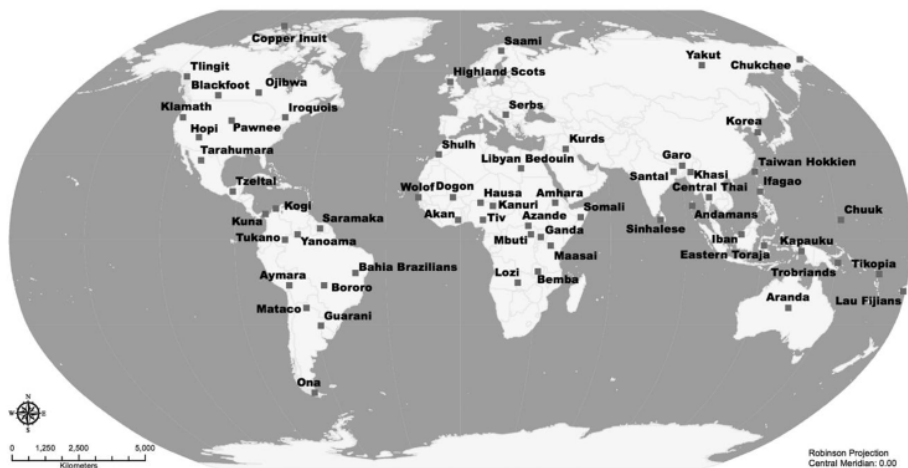 Copper Inuit
Saami
Yakut
Chukchee
Tlingit
Blackfoot
Ojibwa
Highland Scots
Klamath
Iroquois
Serbs
Pawnee
Hopi
Korea
Tarahumara
Shulh
Kurds
Libyan Bedouin
Garo
Taiwan Hokkien
Santal
Khasi
Tzeltal
Central Thai
Ifagao
Wolof
Dogon
Hausa
Amhara
Kogi
Kanuri
Somali
Andamans
Kuna
Saramaka
Akan
Tiv
Azande
Chuuk
Sinhalese
Tukano
Yanoama
Mbuti
Ganda
Iban
Kapauku
Maasai
Eastern Toraja
Tikopia
Bahia Brazilians
Aymara
Lozi
Bemba
Trobriands
Bororo
Aranda
Lau Fijians
Mataco
Guarani
Ona
N
W
E
S
0 1,250 2,500 5,000
Kilometers
Robinson Projection
Central Meridian: 0.00